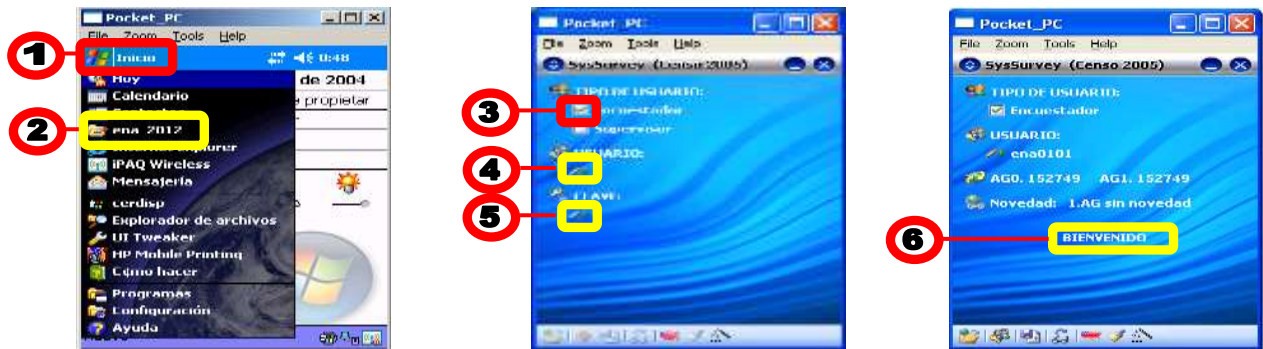 Pocket_PC
File Zoom Tools Help
1
Inicio
0:48
Hoy
de 2004
Calendario
propietar
2
ena_2012
iPAQ Wireless
Mensajería
cerdisp
Explorador de archivos
UI Tweaker
HP Mobile Printing
Cómo hacer
Programas
Configuración
Ayuda
Pocket_PC
File Zoom Tools Help
SysSurvey (Censo 2005)
TIPO DE USUARIO:
3
Encuestador
Supervisor
USUARIO:
4
CLAVE:
5
Pocket_PC
File Zoom Tools Help
SysSurvey (Censo 2005)
TIPO DE USUARIO:
Encuestador
USUARIO:
ena0101
AG0. 152749 AG1. 152749
Novedad: 1.AG sin novedad
6
BIENVENIDO